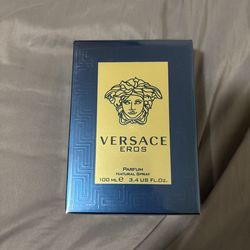 VERSACE
EROS
PARFUM
NATURAL SPRAY
100 ML ℮ 3.4 US FL.OZ.